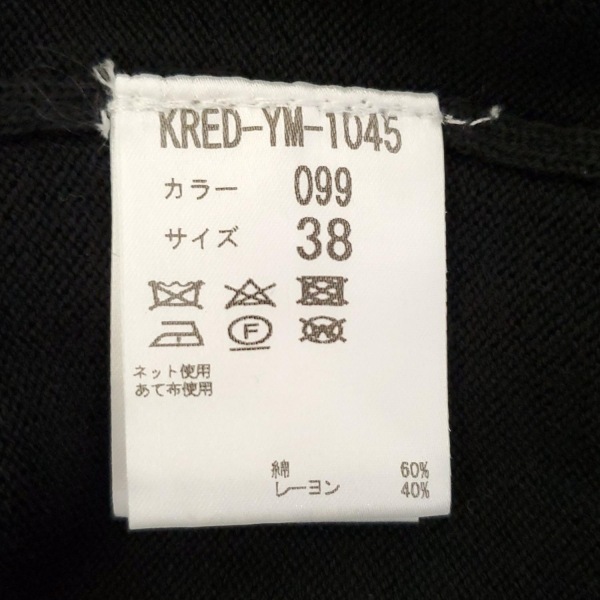 KRED-YM-1045
カラー 099
サイズ 38
F W
ネット使用
あて布使用
綿 60%
レーヨン 40%